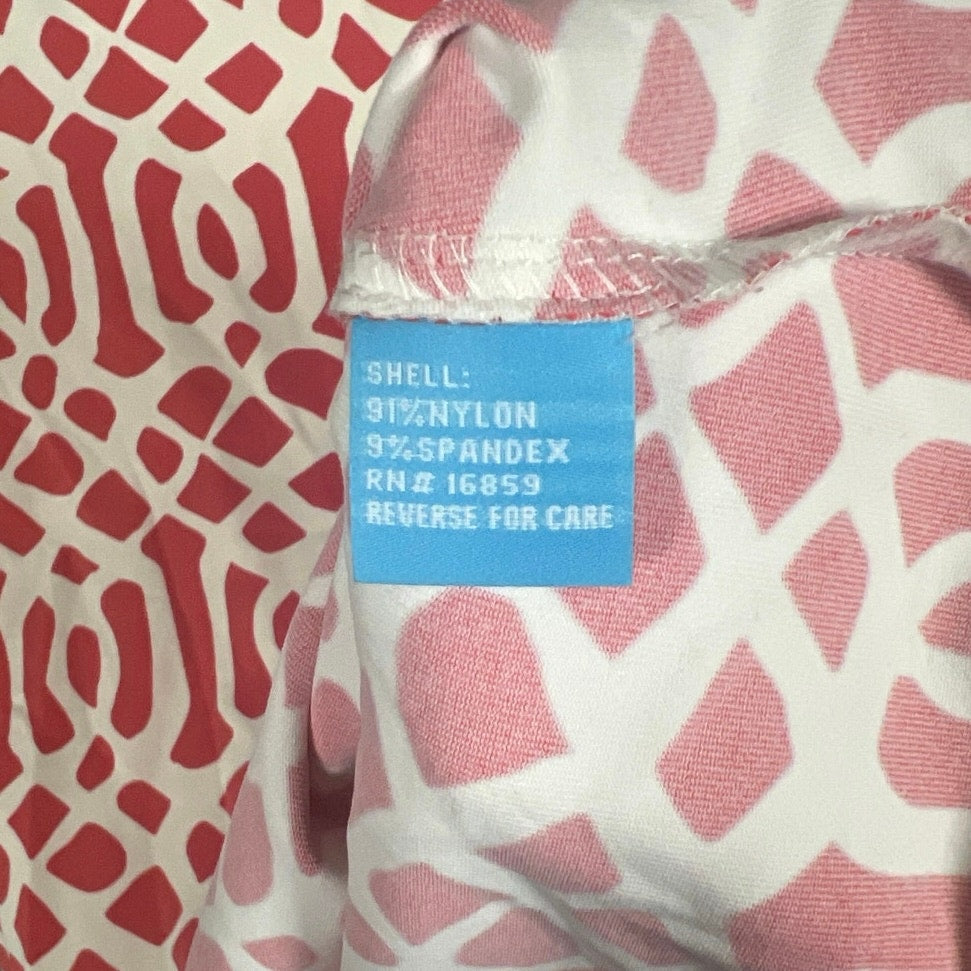 SHELL:
91%NYLON
9%SPANDEX
RN# 16859
REVERSE FOR CARE